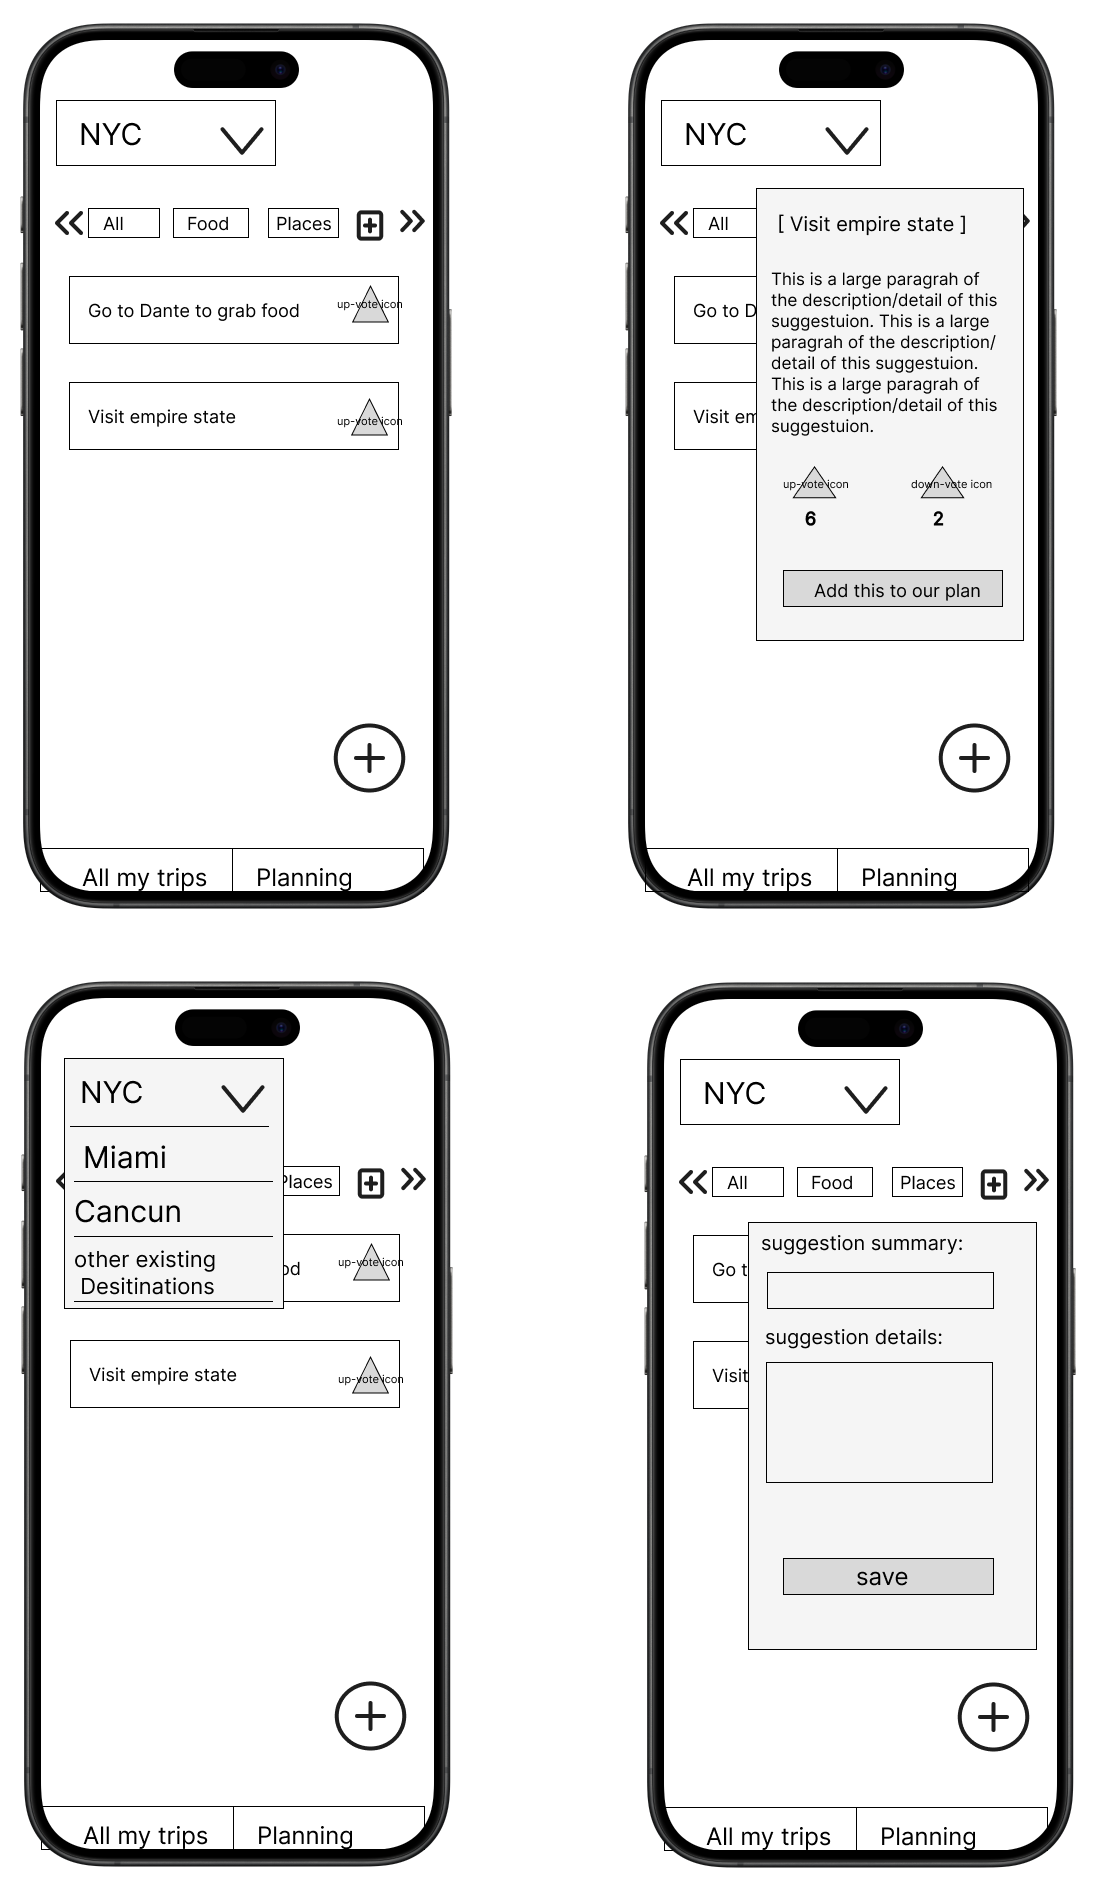 NYC
All
Food
Places
Go to Dante to grab food
up-vote icon
Visit empire state
up-vote icon
All my trips
Planning
NYC
All
Go to D
Visit em
[ Visit empire state ]
This is a large paragrah of
the description/detail of this
suggestuion. This is a large
paragrah of the description/
detail of this suggestuion.
This is a large paragrah of
the description/detail of this
suggestuion.
up-vote icon
down-vote icon
6
2
Add this to our plan
All my trips
Planning
NYC
Miami
Cancun
other existing
Desitinations
Places
od
up-vote icon
Visit empire state
up-vote icon
All my trips
Planning
NYC
All
Food
Places
Go t
Visit
suggestion summary:
suggestion details:
save
All my trips
Planning